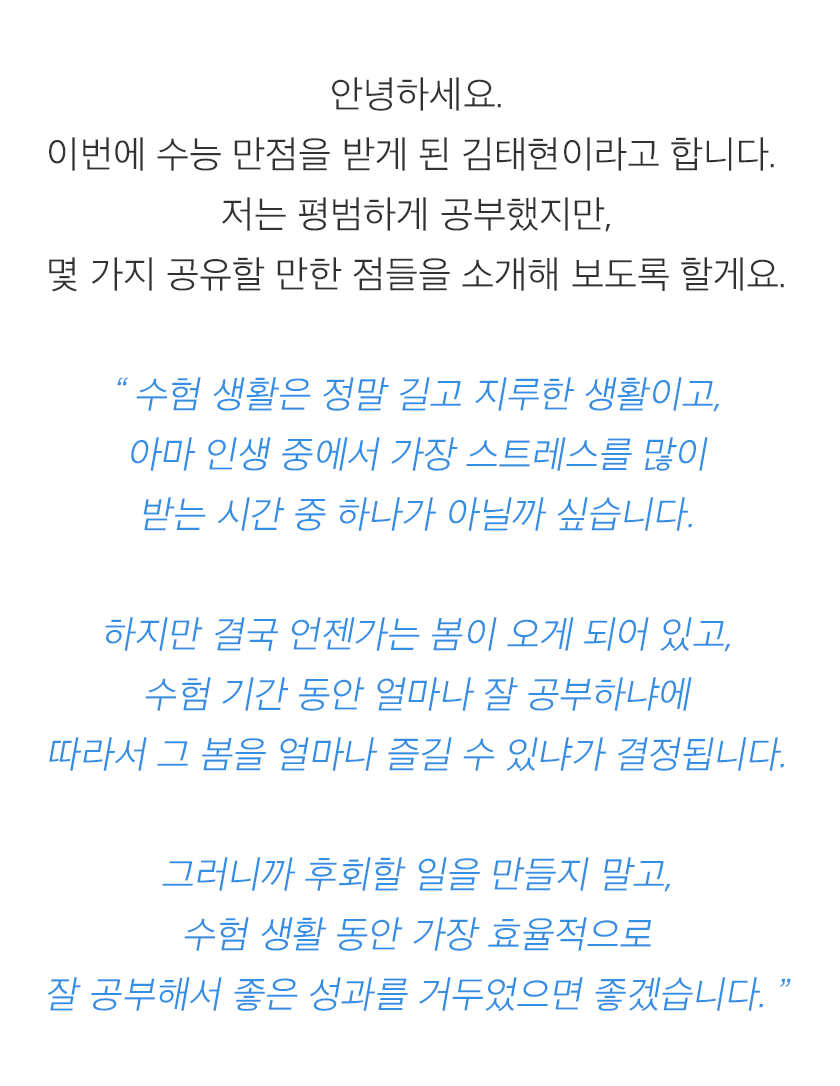 안녕하세요.
이번에 수능 만점을 받게 된 김태현이라고 합니다.
저는 평범하게 공부했지만,
몇 가지 공유할 만한 점들을 소개해 보도록 할게요.
“ 수험 생활은 정말 길고 지루한 생활이고,
아마 인생 중에서 가장 스트레스를 많이
받는 시간 중 하나가 아닐까 싶습니다.
하지만 결국 언젠가는 봄이 오게 되어 있고,
수험 기간 동안 얼마나 잘 공부하냐에
따라서 그 봄을 얼마나 즐길 수 있냐가 결정됩니다.
그러니까 후회할 일을 만들지 말고,
수험 생활 동안 가장 효율적으로
잘 공부해서 좋은 성과를 거두었으면 좋겠습니다. ”